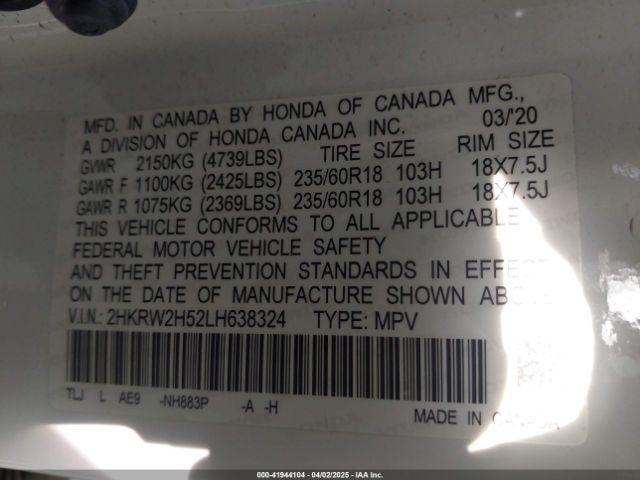 MFD. IN CANADA BY HONDA OF CANADA MFG.,
A DIVISION OF HONDA CANADA INC. 03/'20
GVWR 2150KG (4739LBS) TIRE SIZE RIM SIZE
GAWR F 1100KG (2425LBS) 235/60R18 103H 18X7.5J
GAWR R 1075KG (2369LBS) 235/60R18 103H 18X7.5J
THIS VEHICLE CONFORMS TO ALL APPLICABLE
FEDERAL MOTOR VEHICLE SAFETY
AND THEFT PREVENTION STANDARDS IN EFFECT
ON THE DATE OF MANUFACTURE SHOWN ABOVE
V.I.N.: 2HKRW2H52LH638324 TYPE: MPV
TLJ L AE9 -NH883P -A -H
MADE IN CANADA
000-41944104 | 04/02/2025 | IAA Inc.